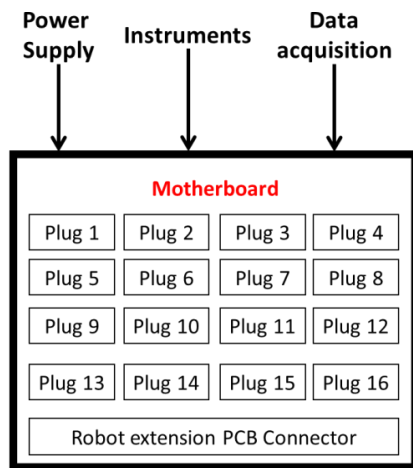 Power Supply
Instruments
Data acquisition
Motherboard
Plug 1 Plug 2 Plug 3 Plug 4
Plug 5 Plug 6 Plug 7 Plug 8
Plug 9 Plug 10 Plug 11 Plug 12
Plug 13 Plug 14 Plug 15 Plug 16
Robot extension PCB Connector